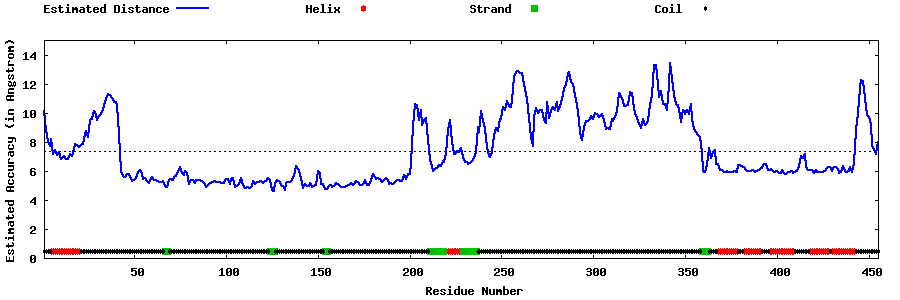 Estimated Distance Helix Strand Coil
Estimated Accuracy (in Angstrom)
14
12
10
8
6
4
2
0
50 100 150 200 250 300 350 400 450
Residue Number